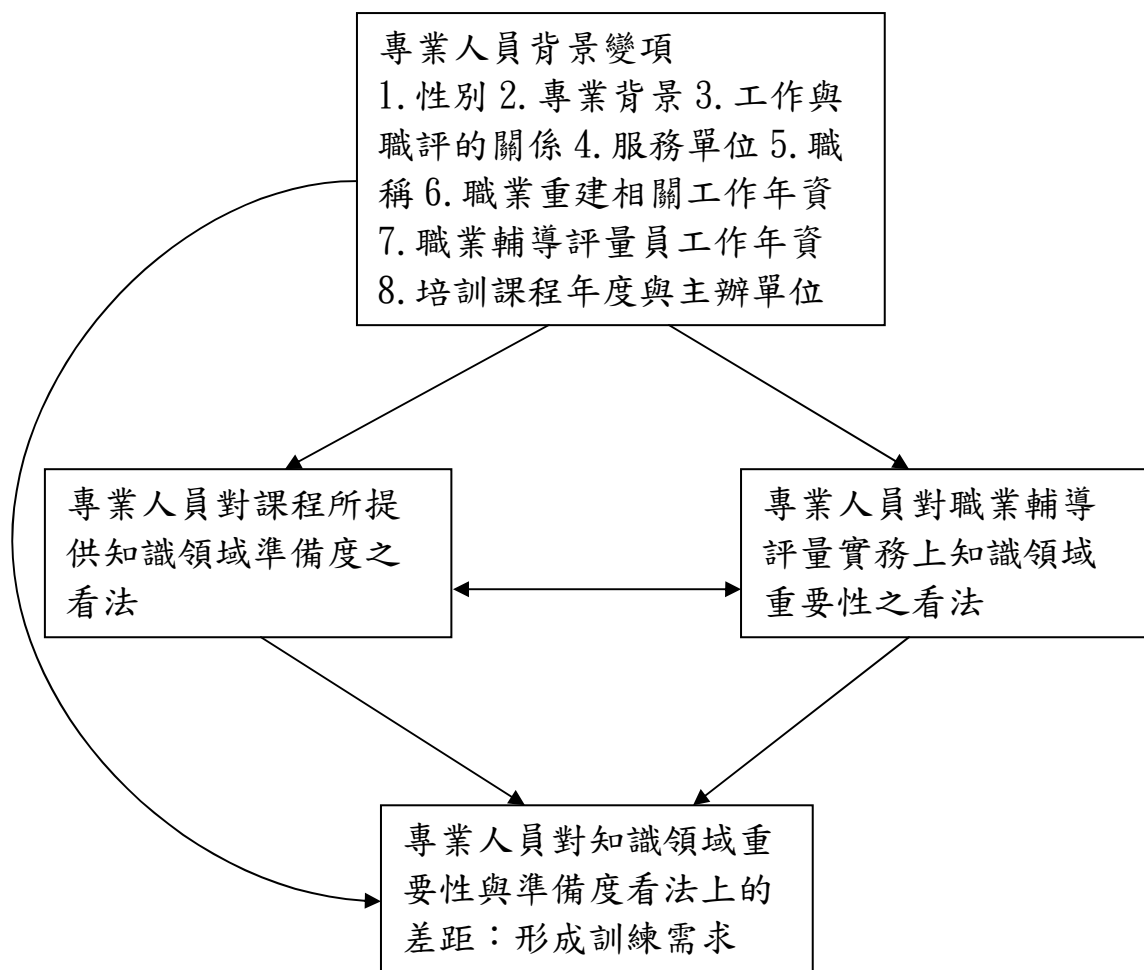 專業人員背景變項
1.性別 2.專業背景 3.工作與
職評的關係 4.服務單位 5.職
稱 6.職業重建相關工作年資
7.職業輔導評量員工作年資
8.培訓課程年度與主辦單位
專業人員對課程所提
供知識領域準備度之
看法
專業人員對職業輔導
評量實務上知識領域
重要性之看法
專業人員對知識領域重
要性與準備度看法上的
差距：形成訓練需求